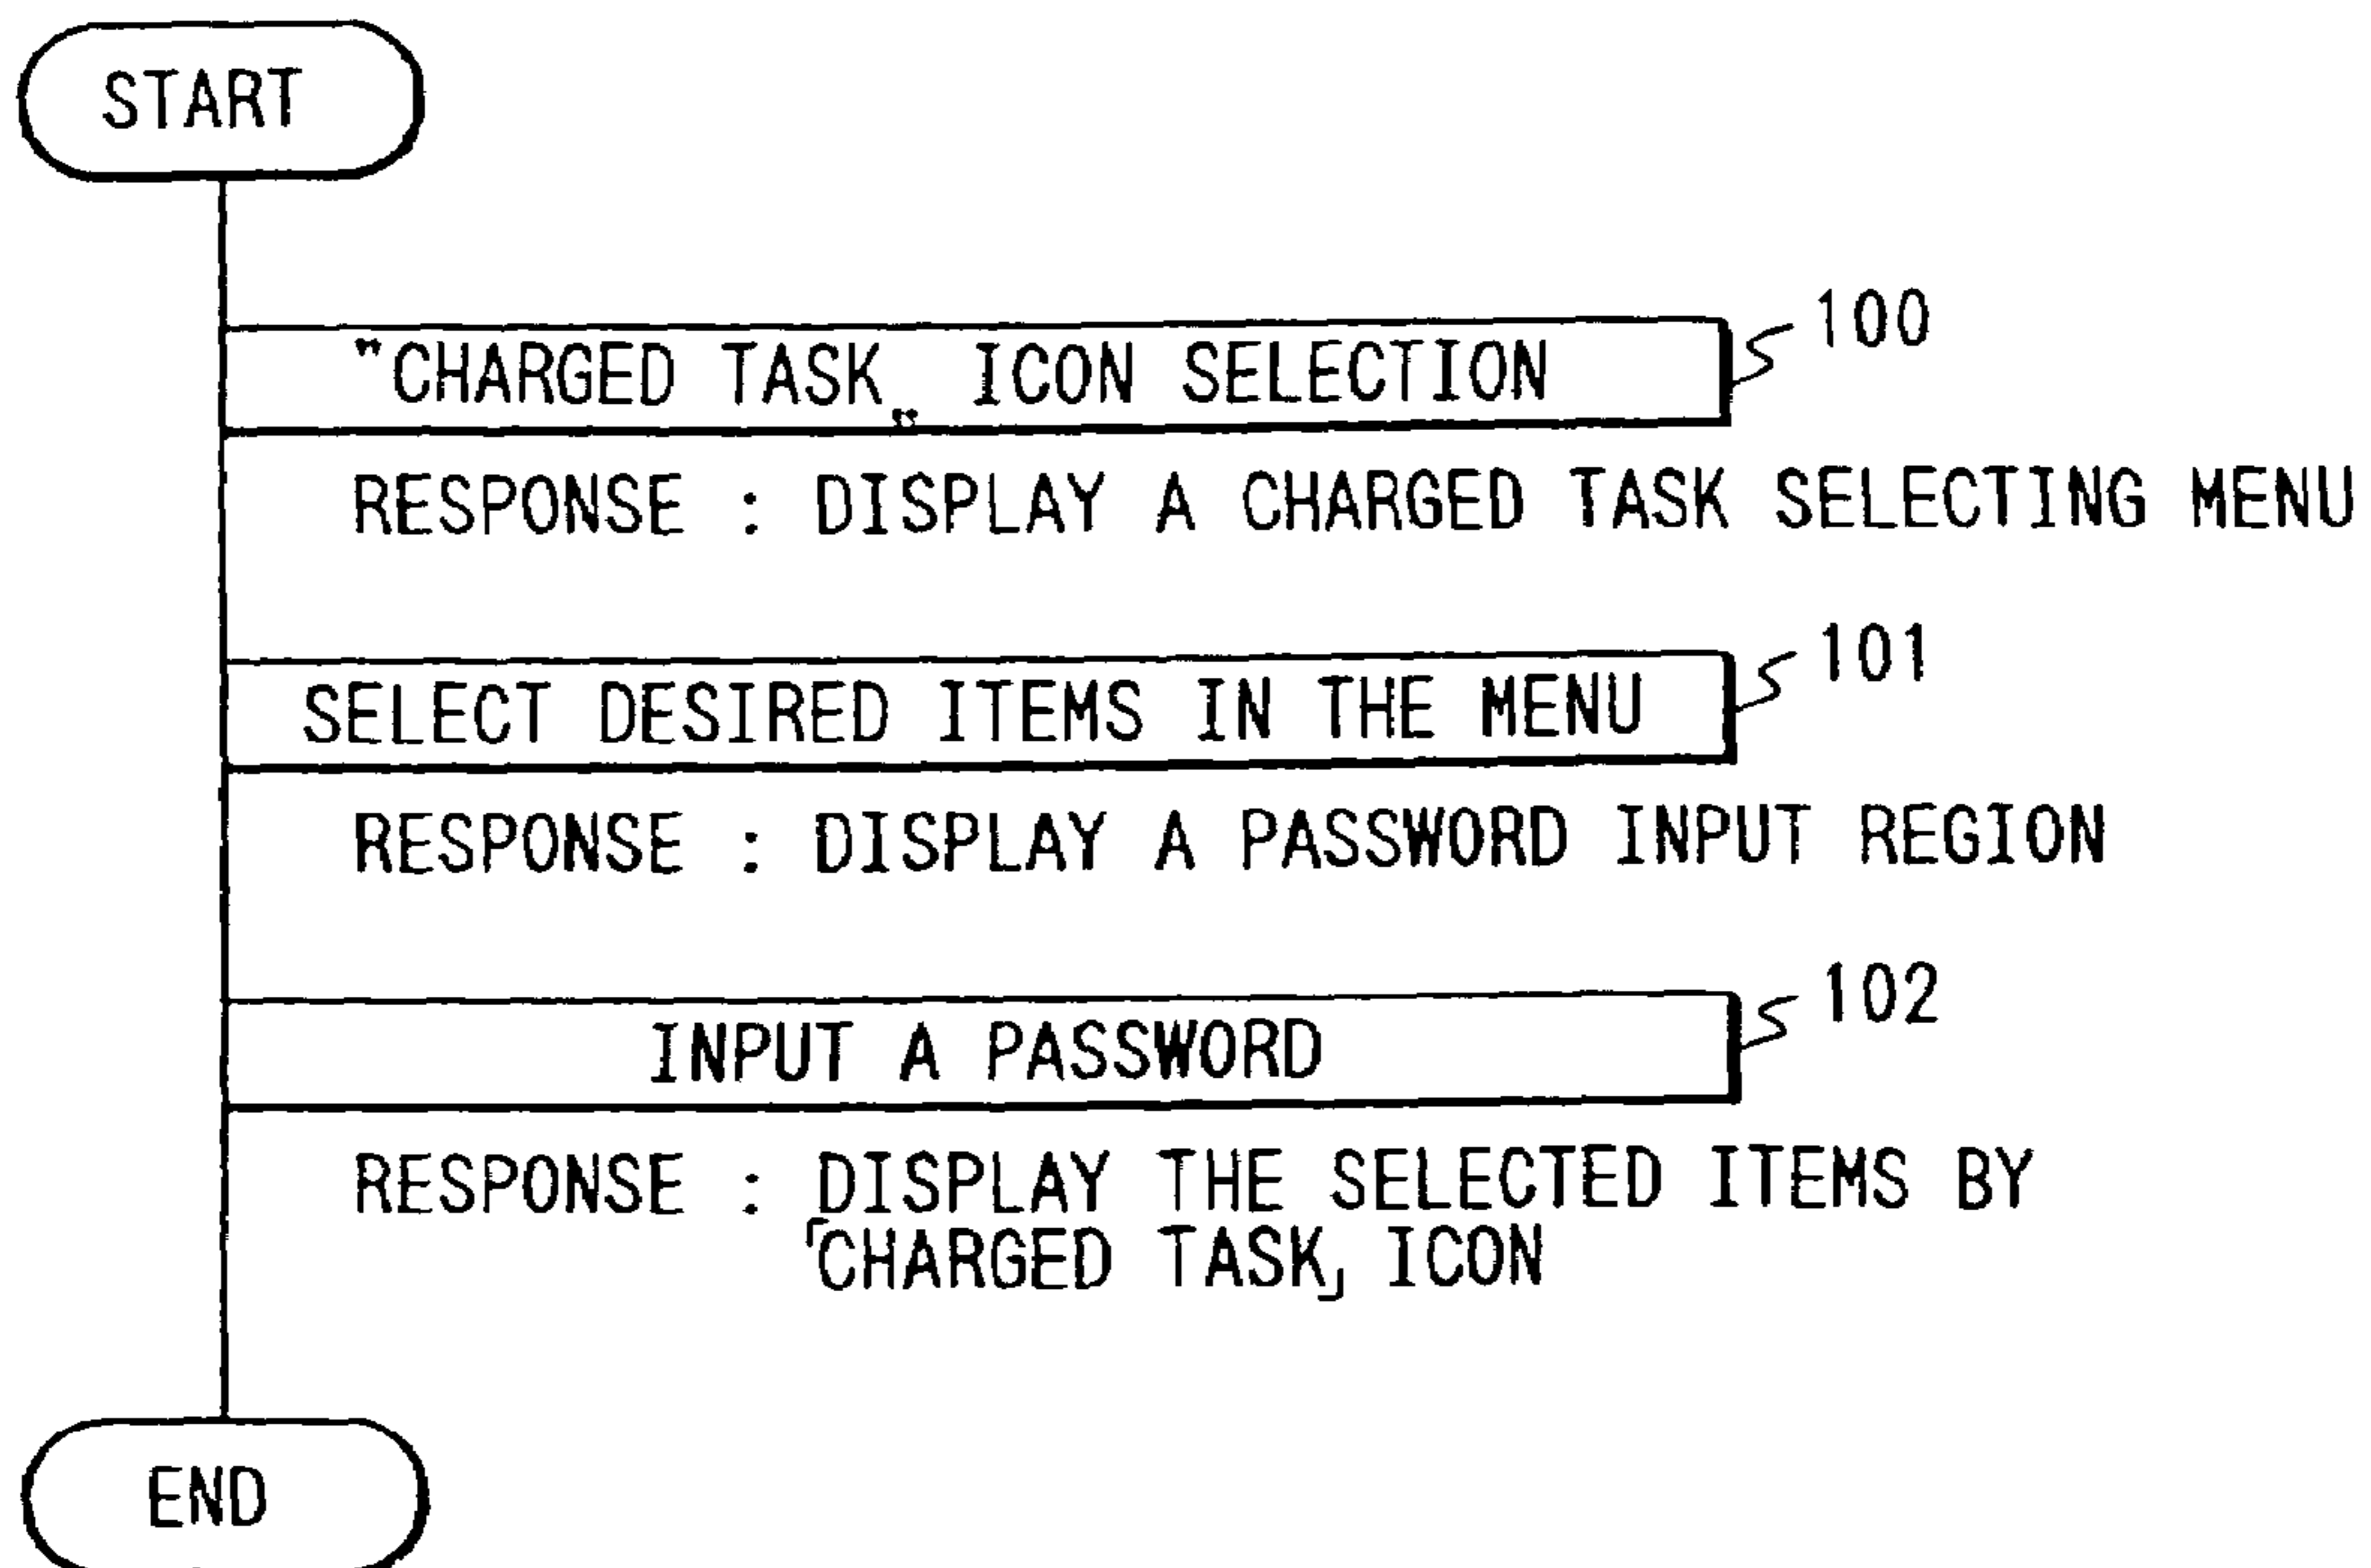 START
100
"CHARGED TASK„ ICON SELECTION
RESPONSE : DISPLAY A CHARGED TASK SELECTING MENU
101
SELECT DESIRED ITEMS IN THE MENU
RESPONSE : DISPLAY A PASSWORD INPUT REGION
102
INPUT A PASSWORD
RESPONSE : DISPLAY THE SELECTED ITEMS BY
「CHARGED TASK」 ICON
END